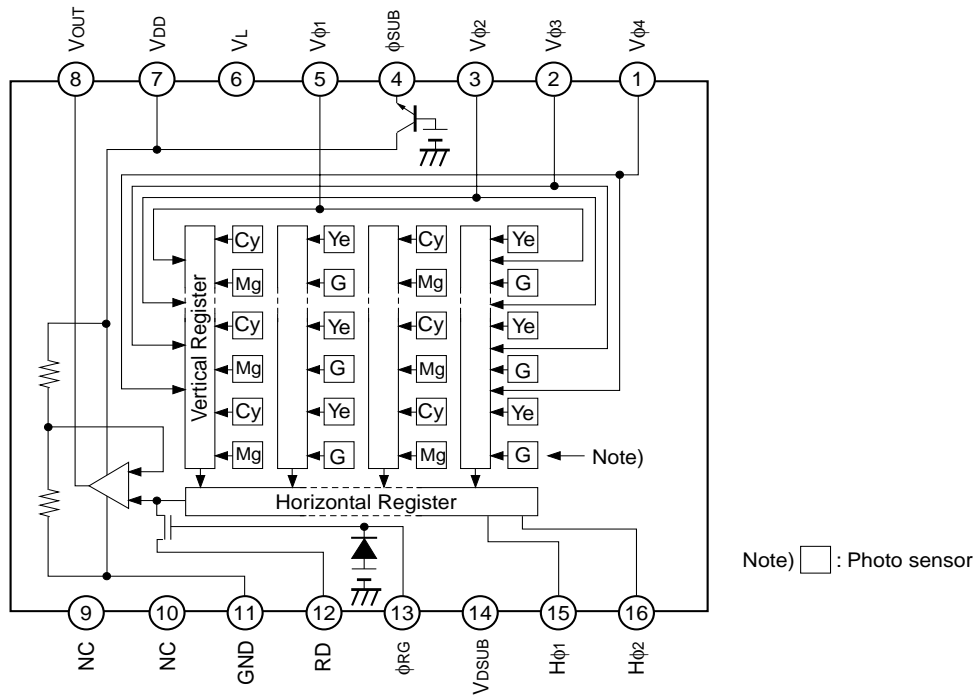 VOUT
VDD
VL
Vϕ1
ϕSUB
Vϕ2
Vϕ3
Vϕ4
8
7
6
5
4
3
2
1
Cy
Ye
Cy
Ye
Mg
G
Mg
G
Cy
Ye
Cy
Ye
Mg
G
Mg
G
Cy
Ye
Cy
Ye
Mg
G
Mg
G
Vertical Register
Note)
Horizontal Register
Note) : Photo sensor
9
10
11
12
13
14
15
16
NC
NC
GND
RD
ϕRG
VDSUB
Hϕ1
Hϕ2